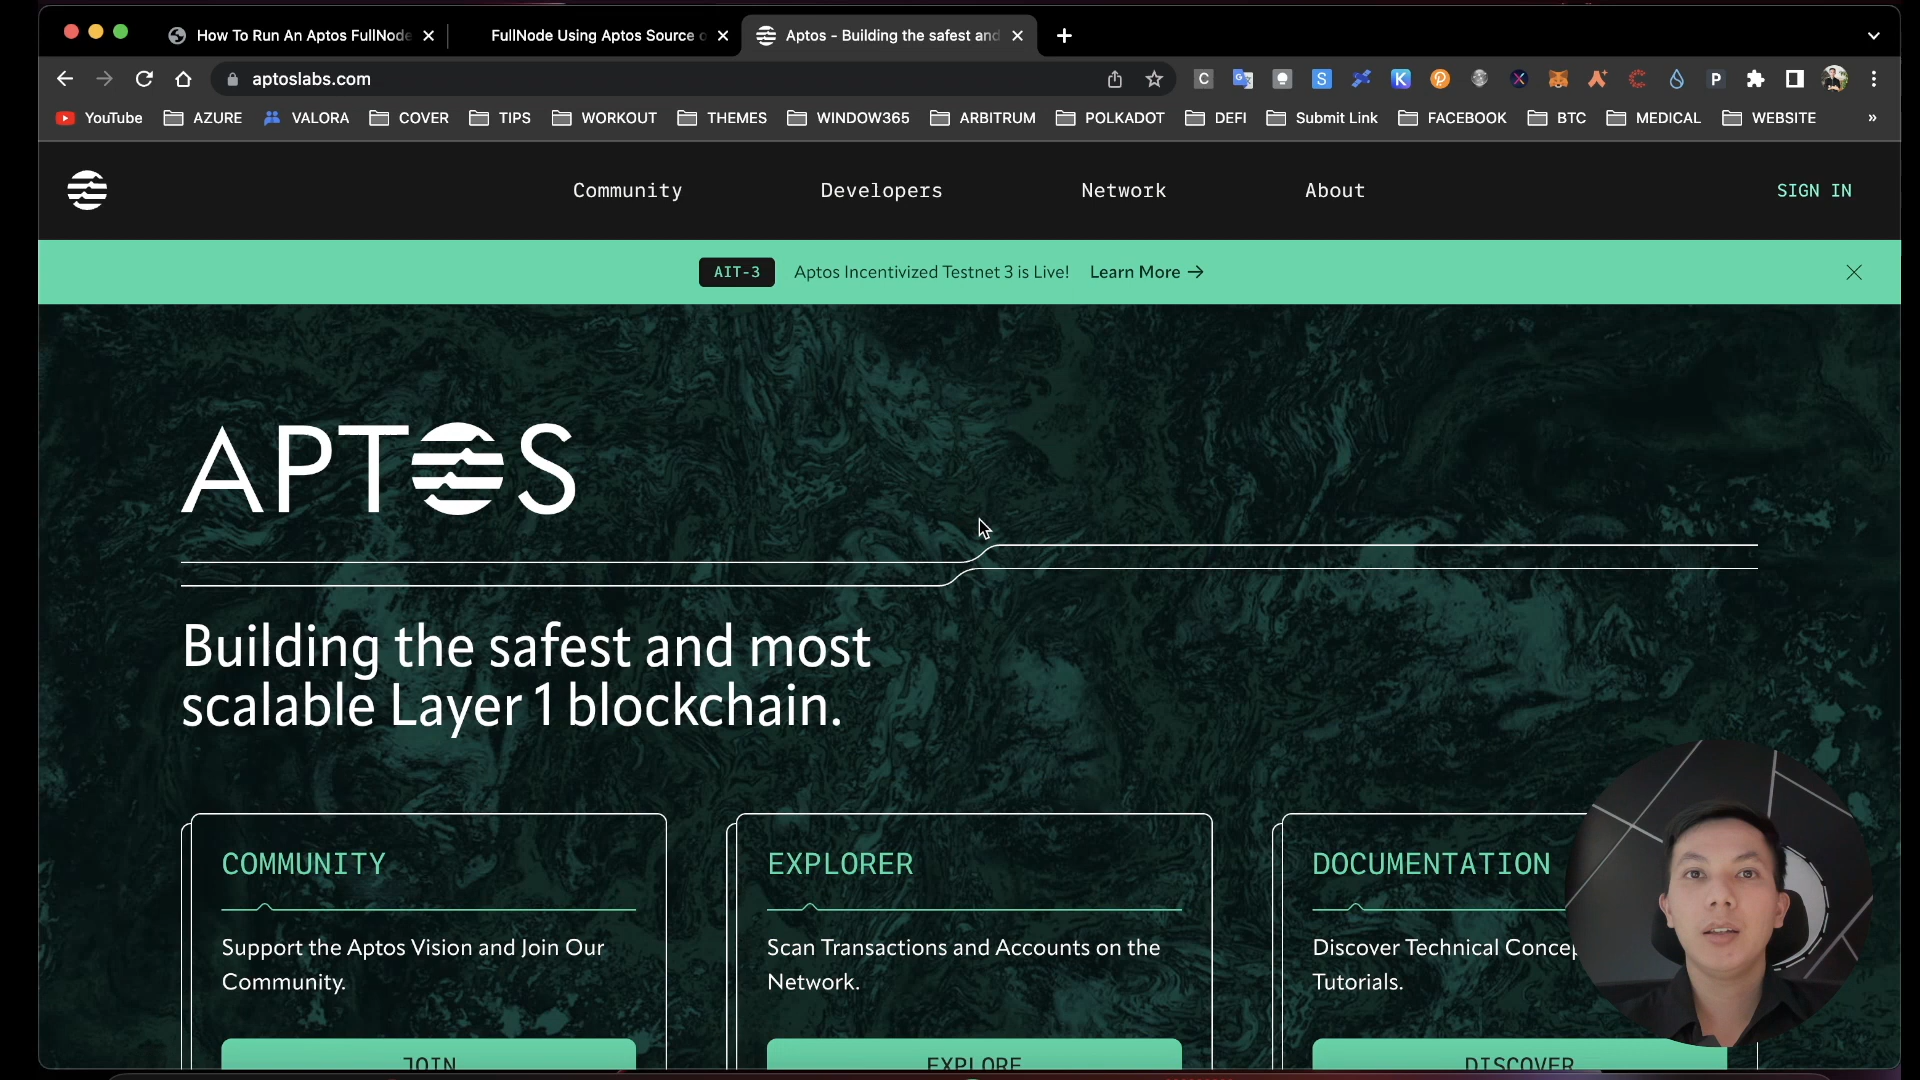 How To Run An Aptos FullNode
FullNode Using Aptos Source o
Aptos - Building the safest and
aptoslabs.com
YouTube AZURE VALORA COVER TIPS WORKOUT THEMES WINDOW365 ARBITRUM POLKADOT DEFI Submit Link FACEBOOK BTC MEDICAL WEBSITE »
Community Developers Network About SIGN IN
AIT-3 Aptos Incentivized Testnet 3 is Live! Learn More →
APTOS
Building the safest and most
scalable Layer 1 blockchain.
COMMUNITY
Support the Aptos Vision and Join Our
Community.
JOIN
EXPLORER
Scan Transactions and Accounts on the
Network.
EXPLORE
DOCUMENTATION
Discover Technical Concep
Tutorials.
DISCOVER